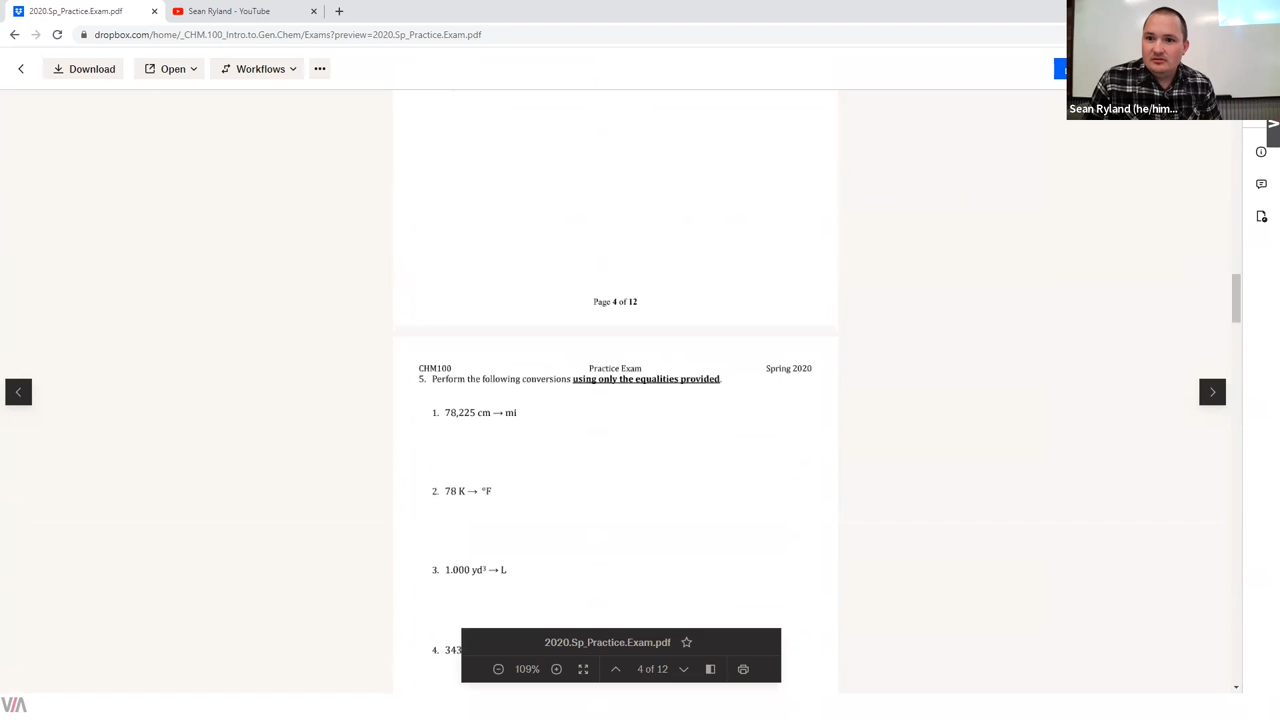 2020.Sp_Practice.Exam.pdf
Sean Ryland - YouTube
dropbox.com/home/_CHM.100_Intro.to.Gen.Chem/Exams?preview=2020.Sp_Practice.Exam.pdf
Download
Open
Workflows
Sean Ryland (he/him...
Page 4 of 12
CHM100 Practice Exam Spring 2020
5. Perform the following conversions using only the equalities provided.
1. 78,225 cm → mi
2. 78 K → °F
3. 1.000 yd³ → L
4. 343
2020.Sp_Practice.Exam.pdf
109% 4 of 12
VIA